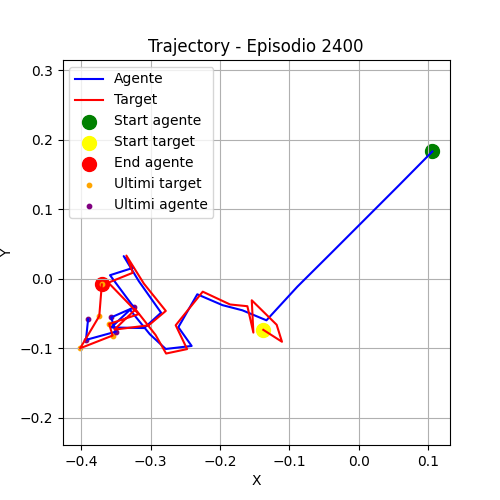 Trajectory - Episodio 2400
Agente
Target
Start agente
Start target
End agente
Ultimi target
Ultimi agente
0.3
0.2
0.1
0.0
−0.1
−0.2
Y
−0.4
−0.3
−0.2
−0.1
0.0
0.1
X